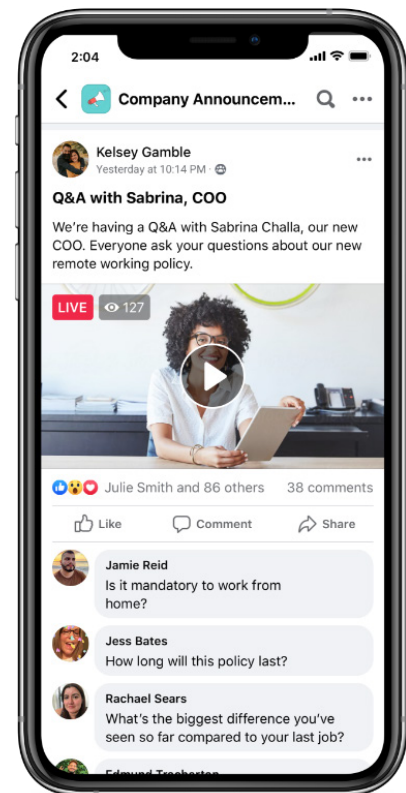 2:04
Company Announcem...
Kelsey Gamble
Yesterday at 10:14 PM ·
Q&A with Sabrina, COO
We're having a Q&A with Sabrina Challa, our new
COO. Everyone ask your questions about our new
remote working policy.
LIVE 127
Julie Smith and 86 others 38 comments
Like Comment Share
Jamie Reid
Is it mandatory to work from
home?
Jess Bates
How long will this policy last?
Rachael Sears
What's the biggest difference you've
seen so far compared to your last job?